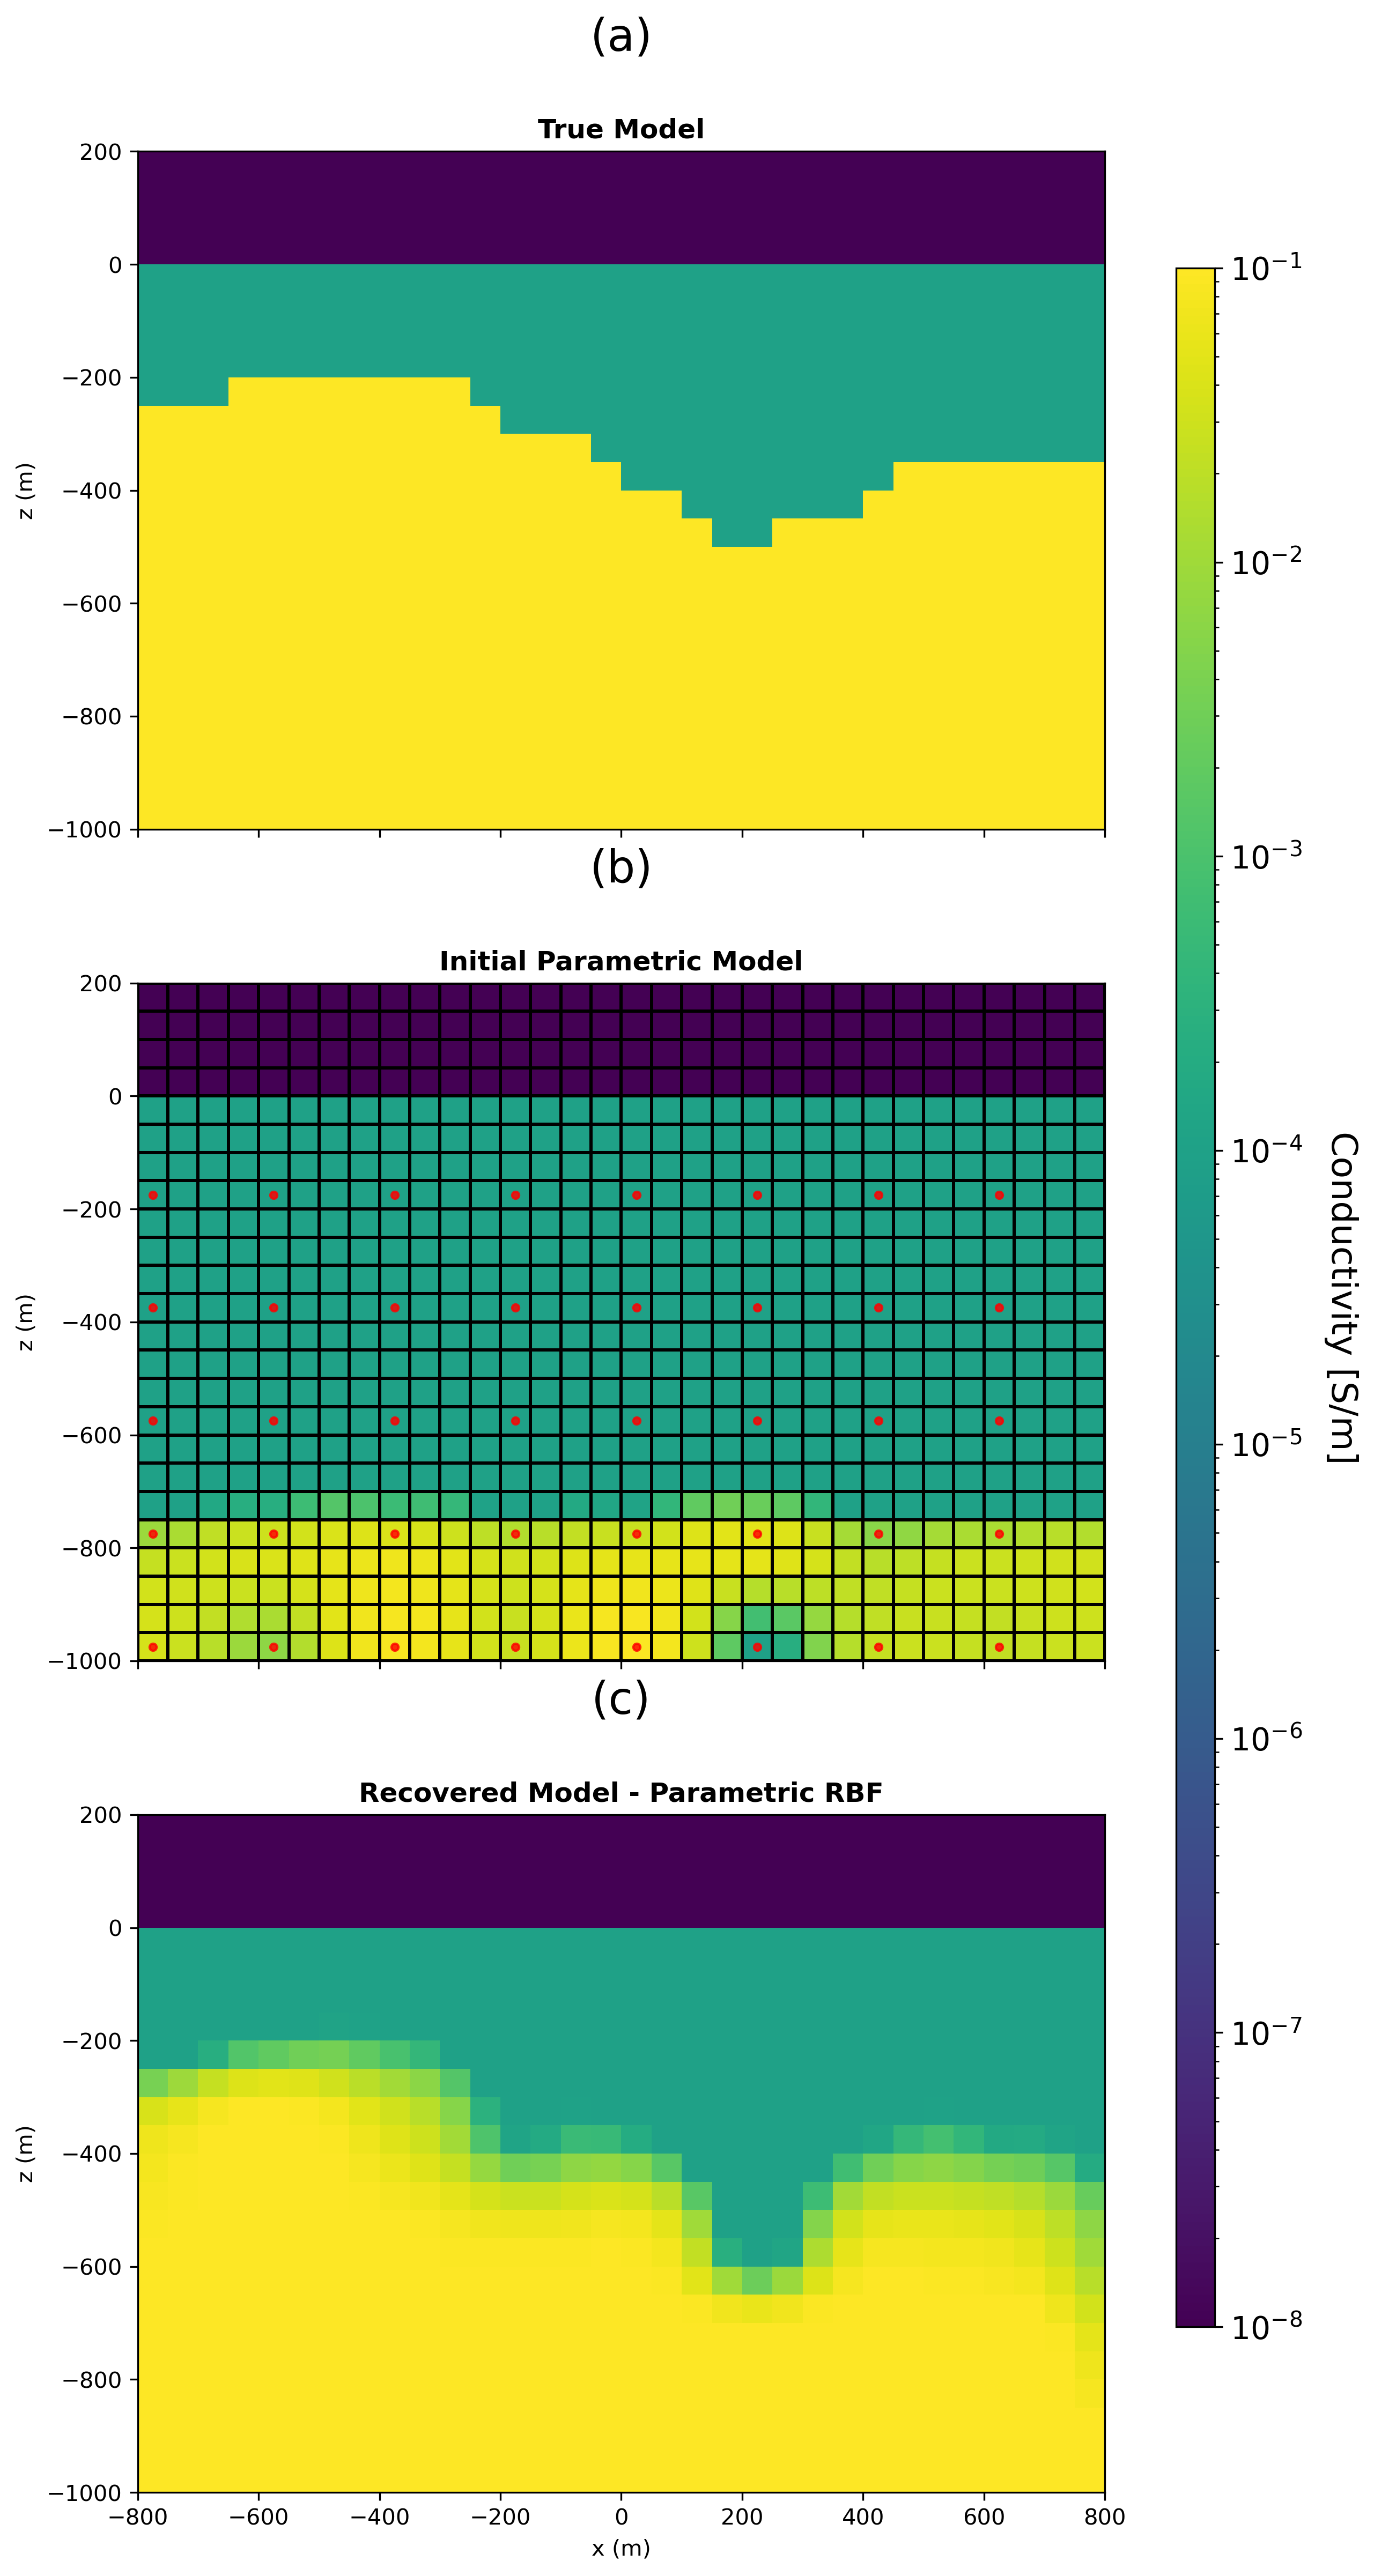 (a)
True Model
200
0
−200
−400
−600
−800
−1000
z (m)
(b)
Initial Parametric Model
200
0
−200
−400
−600
−800
−1000
z (m)
(c)
Recovered Model - Parametric RBF
200
0
−200
−400
−600
−800
−1000
z (m)
−800 −600 −400 −200 0 200 400 600 800
x (m)
10⁻¹
10⁻²
10⁻³
10⁻⁴
10⁻⁵
10⁻⁶
10⁻⁷
10⁻⁸
Conductivity [S/m]